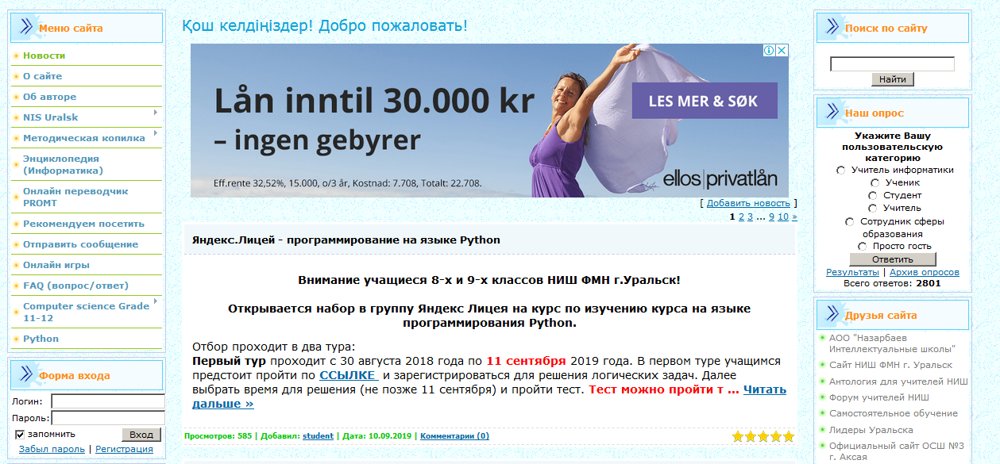 Меню сайта
Новости
О сайте
Об авторе
NIS Uralsk
Методическая копилка
Энциклопедия
(Информатика)
Онлайн переводчик
PROMT
Рекомендуем посетить
Отправить сообщение
Онлайн игры
FAQ (вопрос/ответ)
Computer science Grade
11-12
Python
Форма входа
Логин:
Пароль:
запомнить
Вход
Забыл пароль | Регистрация
Қош келдіңіздер! Добро пожаловать!
Lån inntil 30.000 kr
– ingen gebyrer
LES MER & SØK
Eff.rente 32,52%, 15.000, o/3 år, Kostnad: 7.708, Totalt: 22.708.
ellos|privatlån
[ Добавить новость ]
1 2 3 ... 9 10 »
Яндекс.Лицей - программирование на языке Python
Внимание учащиеся 8-х и 9-х классов НИШ ФМН г.Уральск!
Открывается набор в группу Яндекс Лицея на курс по изучению курса на языке
программирования Python.
Отбор проходит в два тура:
Первый тур проходит с 30 августа 2018 года по 11 сентября 2019 года. В первом туре учащимся
предстоит пройти по ССЫЛКЕ и зарегистрироваться для решения логических задач. Далее
выбрать время для решения (не позже 11 сентября) и пройти тест. Тест можно пройти т ... Читать
дальше »
Просмотров: 585 | Добавил: student | Дата: 10.09.2019 | Комментарии (0)
Поиск по сайту
Найти
Наш опрос
Укажите Вашу
пользовательскую
категорию
Учитель информатики
Ученик
Студент
Учитель
Сотрудник сферы
образования
Просто гость
Ответить
Результаты | Архив опросов
Всего ответов: 2801
Друзья сайта
АОО "Назарбаев
Интеллектуальные школы"
Сайт НИШ ФМН г. Уральск
Антология для учителей НИШ
Форум учителей НИШ
Самостоятельное обучение
Лидеры Уральска
Официальный сайт ОСШ №3
г. Аксая